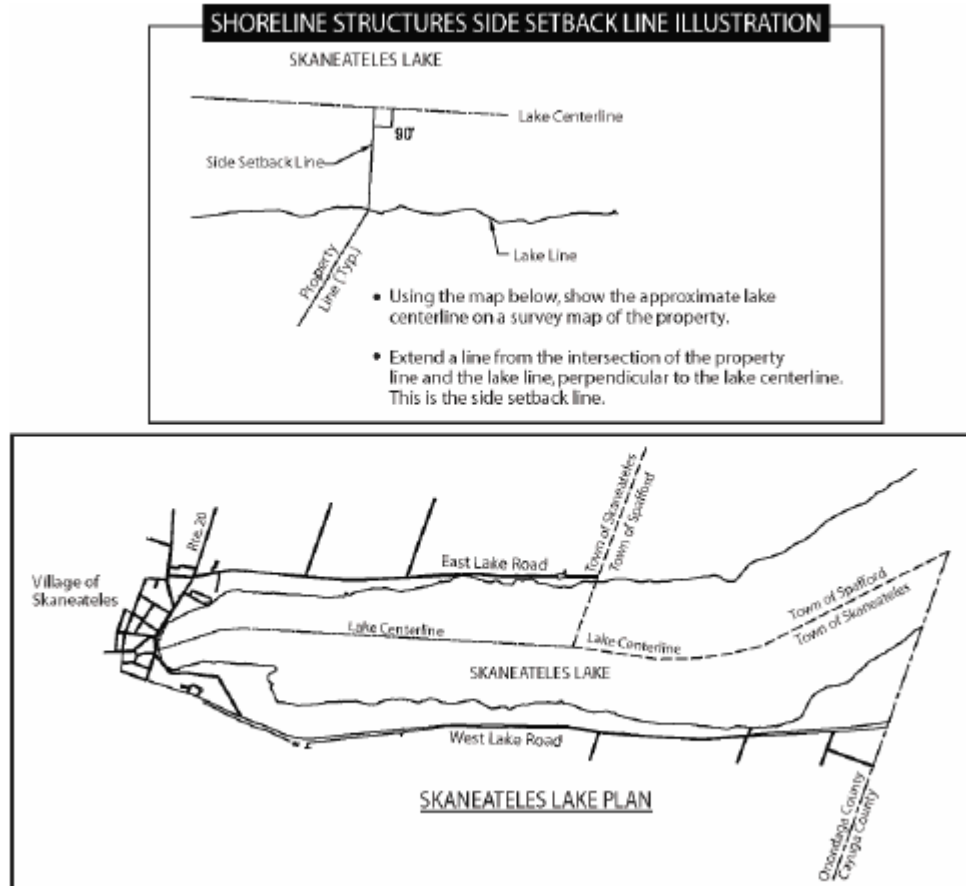 SHORELINE STRUCTURES SIDE SETBACK LINE ILLUSTRATION
SKANEATELES LAKE
Lake Centerline
90'
Side Setback Line
Lake Line
Property
Line (Typ.)
• Using the map below, show the approximate lake
centerline on a survey map of the property.
• Extend a line from the intersection of the property
line and the lake line, perpendicular to the lake centerline.
This is the side setback line.
Rte. 20
Town of Skaneateles
Town of Spafford
East Lake Road
Village of
Skaneateles
Town of Spafford
Town of Skaneateles
Lake Centerline
Lake Centerline
SKANEATELES LAKE
West Lake Road
SKANEATELES LAKE PLAN
Onondaga County
Cayuga County